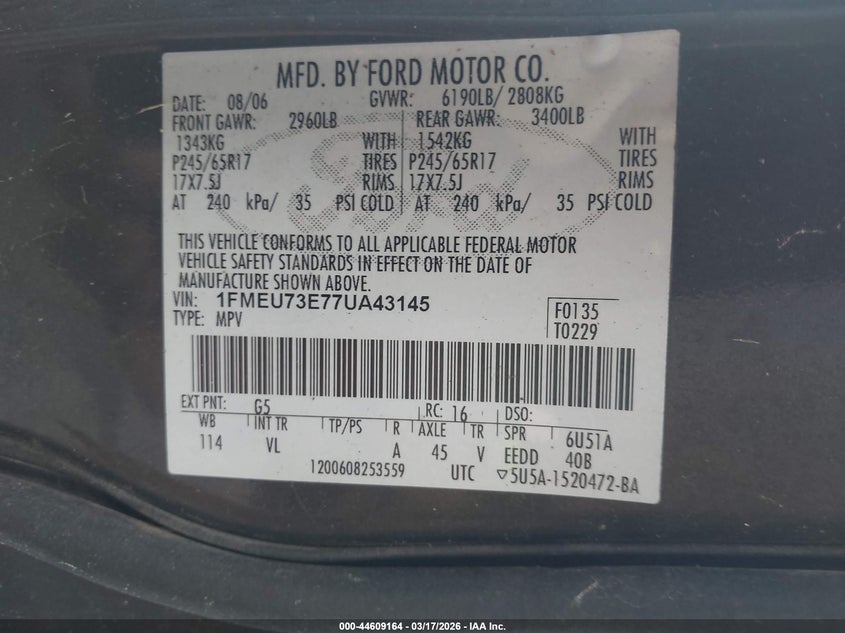 MFD. BY FORD MOTOR CO.
DATE: 08/06 GVWR: 6190LB/ 2808KG
FRONT GAWR: 2960LB REAR GAWR: 3400LB
1343KG WITH 1542KG WITH
P245/65R17 TIRES P245/65R17 TIRES
17X7.5J RIMS 17X7.5J RIMS
AT 240 kPa/ 35 PSI COLD AT 240 kPa/ 35 PSI COLD
THIS VEHICLE CONFORMS TO ALL APPLICABLE FEDERAL MOTOR
VEHICLE SAFETY STANDARDS IN EFFECT ON THE DATE OF
MANUFACTURE SHOWN ABOVE.
VIN: 1FMEU73E77UA43145
TYPE: MPV
F0135
T0229
EXT PNT: G5 RC: 16 DSO:
WB INT TR TP/PS R AXLE TR SPR 6U51A
114 VL A 45 V EEDD 40B
1200608253559 UTC ▽5U5A-1520472-BA
Ford
000-44609164 - 03/17/2026 - IAA Inc.